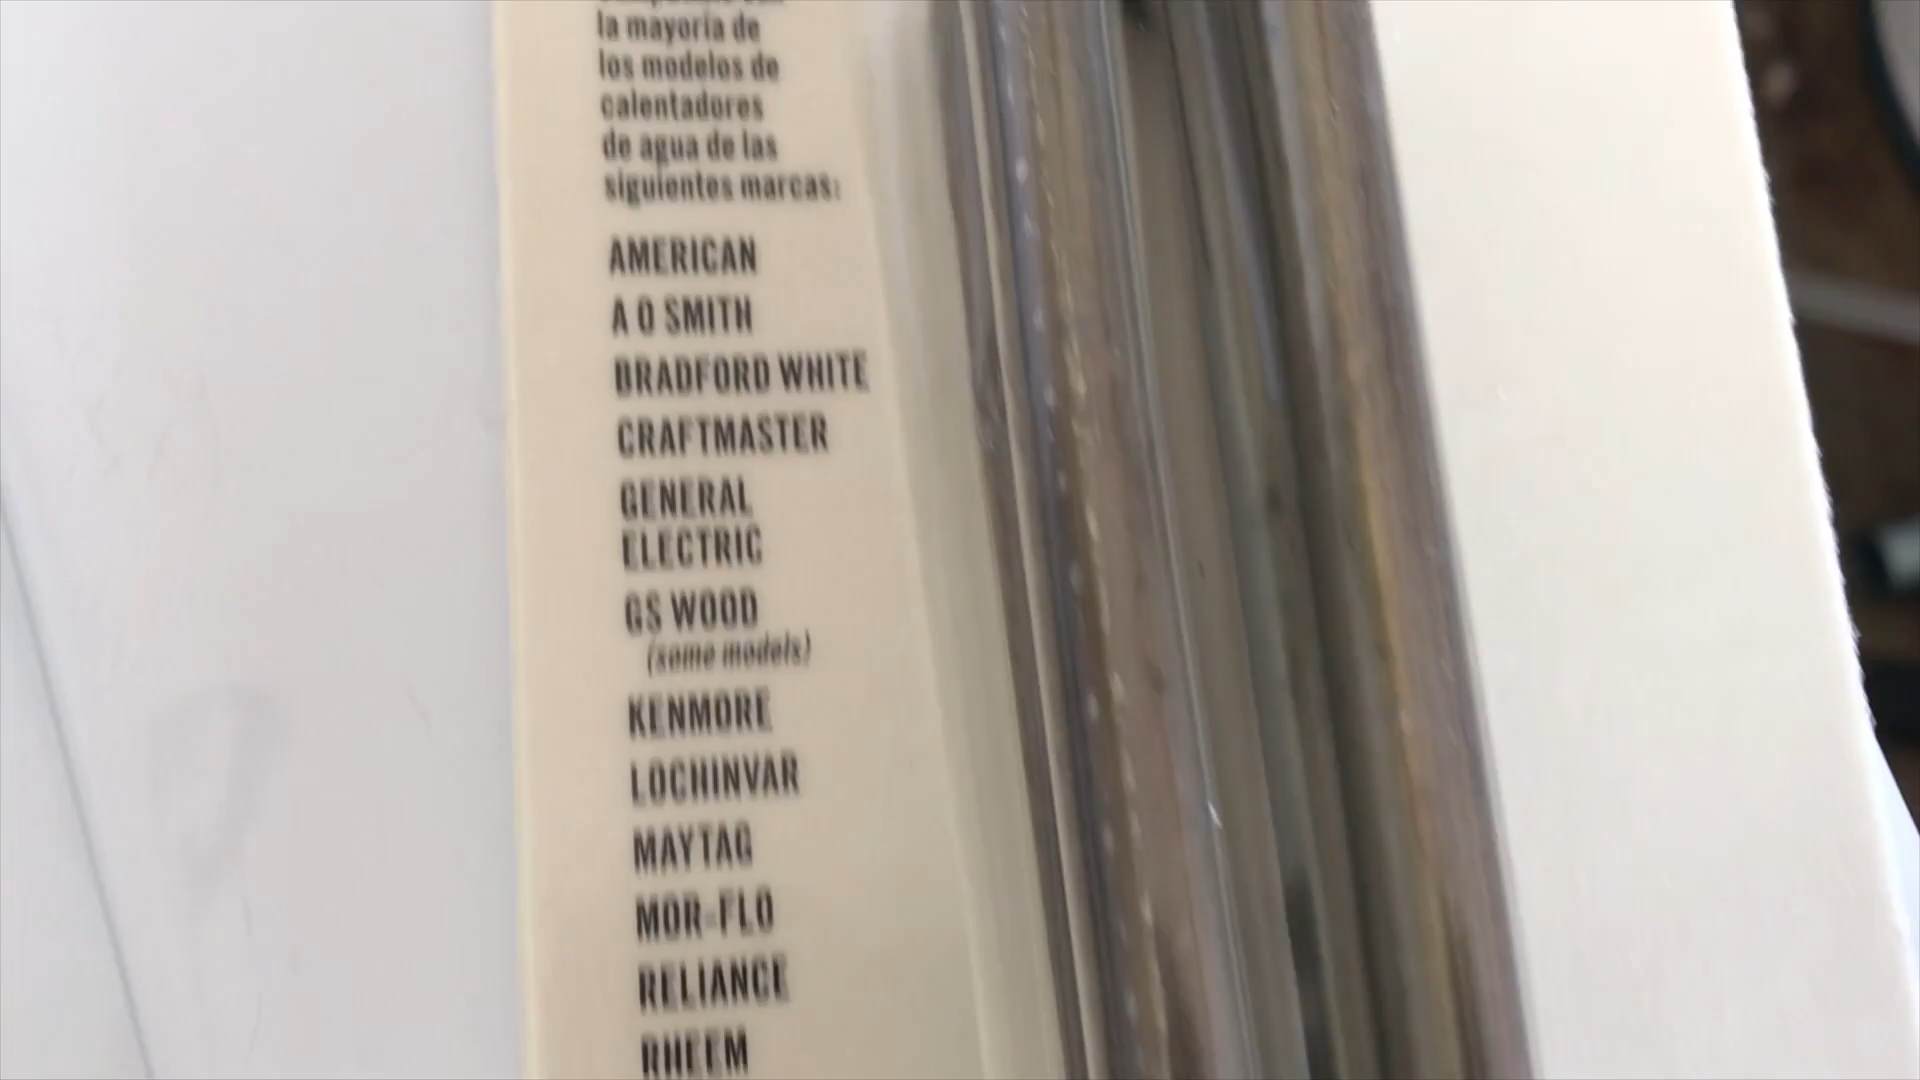 la mayoría de
los modelos de
calentadores
de agua de las
siguientes marcas:
AMERICAN
A O SMITH
BRADFORD WHITE
CRAFTMASTER
GENERAL
ELECTRIC
GS WOOD
(some models)
KENMORE
LOCHINVAR
MAYTAG
MOR-FLO
RELIANCE
RHEEM